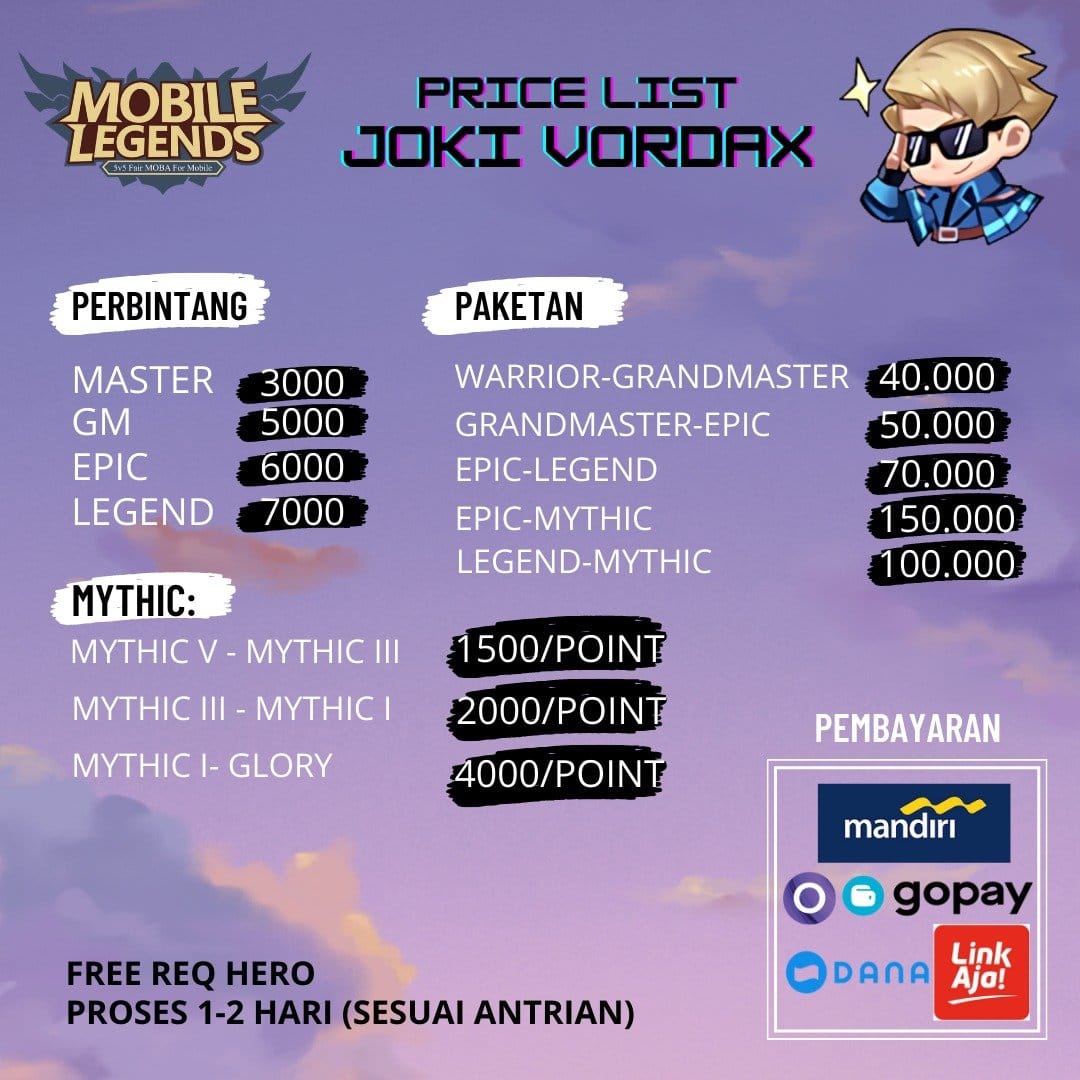 MOBILE LEGENDS
5v5 Fair MOBA For Mobile
PRICE LIST
JOKI VORDAX
PERBINTANG
MASTER 3000
GM 5000
EPIC 6000
LEGEND 7000
PAKETAN
WARRIOR-GRANDMASTER 40.000
GRANDMASTER-EPIC 50.000
EPIC-LEGEND 70.000
EPIC-MYTHIC 150.000
LEGEND-MYTHIC 100.000
MYTHIC:
MYTHIC V - MYTHIC III 1500/POINT
MYTHIC III - MYTHIC I 2000/POINT
MYTHIC I- GLORY 4000/POINT
PEMBAYARAN
mandiri
gopay
DANA
Link
Aja!
FREE REQ HERO
PROSES 1-2 HARI (SESUAI ANTRIAN)